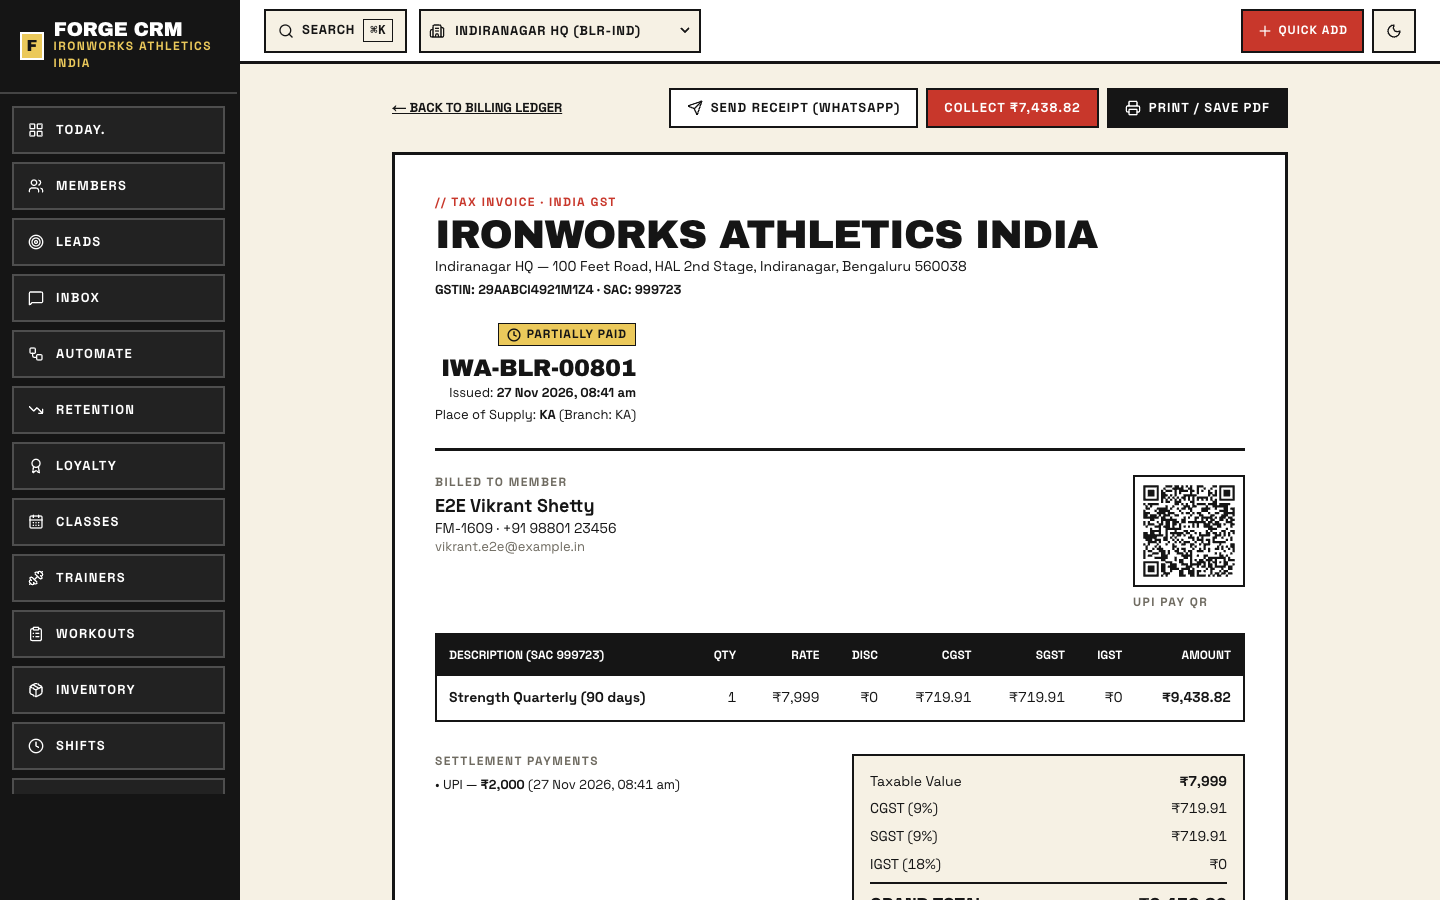 F
FORGE CRM
IRONWORKS ATHLETICS
INDIA
TODAY.
MEMBERS
LEADS
INBOX
AUTOMATE
RETENTION
LOYALTY
CLASSES
TRAINERS
WORKOUTS
INVENTORY
SHIFTS
SEARCH ⌘K
INDIRANAGAR HQ (BLR-IND)
+ QUICK ADD
← BACK TO BILLING LEDGER
SEND RECEIPT (WHATSAPP)
COLLECT ₹7,438.82
PRINT / SAVE PDF
// TAX INVOICE · INDIA GST
IRONWORKS ATHLETICS INDIA
Indiranagar HQ — 100 Feet Road, HAL 2nd Stage, Indiranagar, Bengaluru 560038
GSTIN: 29AABCI4921M1Z4 · SAC: 999723
PARTIALLY PAID
IWA-BLR-00801
Issued: 27 Nov 2026, 08:41 am
Place of Supply: KA (Branch: KA)
BILLED TO MEMBER
E2E Vikrant Shetty
FM-1609 · +91 98801 23456
vikrant.e2e@example.in
UPI PAY QR
DESCRIPTION (SAC 999723) QTY RATE DISC CGST SGST IGST AMOUNT
Strength Quarterly (90 days) 1 ₹7,999 ₹0 ₹719.91 ₹719.91 ₹0 ₹9,438.82
SETTLEMENT PAYMENTS
• UPI — ₹2,000 (27 Nov 2026, 08:41 am)
Taxable Value ₹7,999
CGST (9%) ₹719.91
SGST (9%) ₹719.91
IGST (18%) ₹0